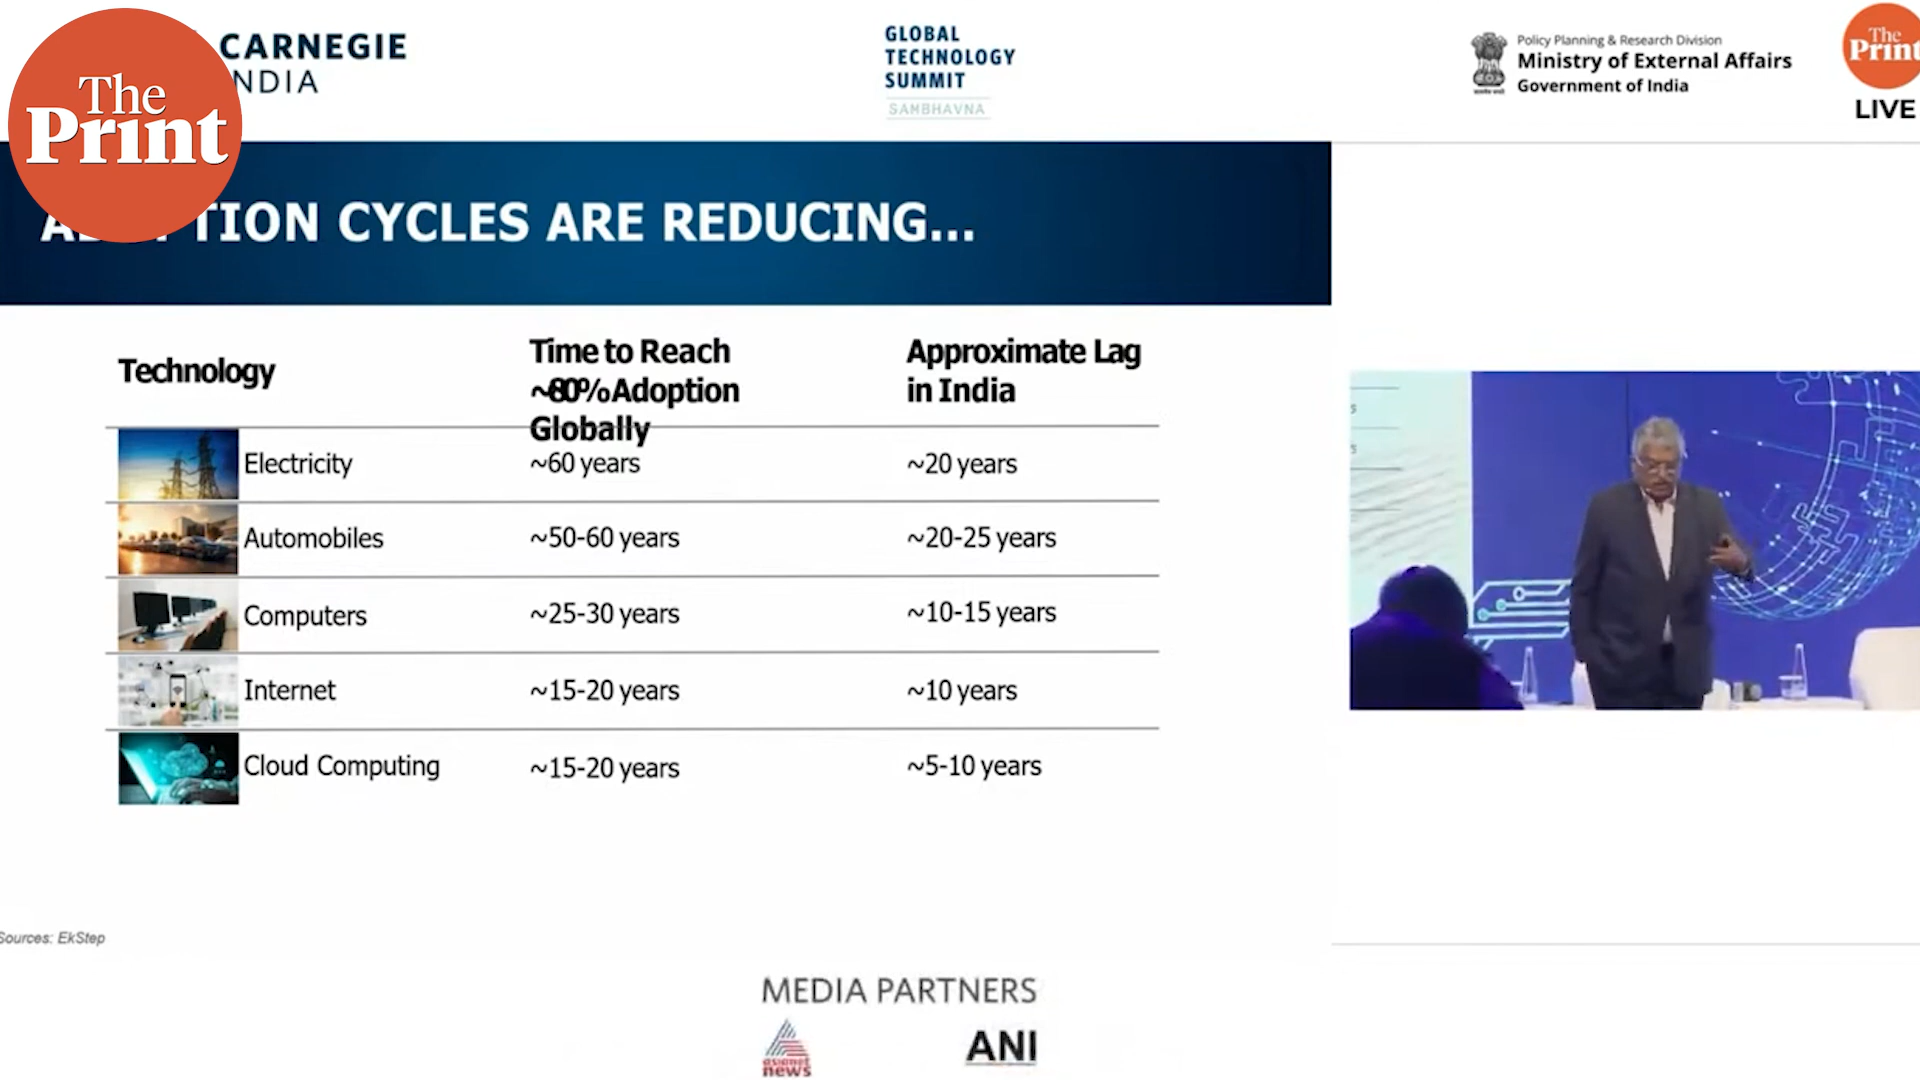 The
Print
CARNEGIE
INDIA
GLOBAL
TECHNOLOGY
SUMMIT
SAMBHAVNA
Policy Planning & Research Division
Ministry of External Affairs
Government of India
The
Print
LIVE
CYCLES ARE REDUCING...
Technology
Time to Reach
Adoption
Globally
Approximate Lag
in India
Electricity
~60 years
~20 years
Automobiles
~50-60 years
~20-25 years
Computers
~25-30 years
~10-15 years
Internet
~15-20 years
~10 years
Cloud Computing
~15-20 years
~5-10 years
Sources: EkStep
MEDIA PARTNERS
asianet
news
ANI